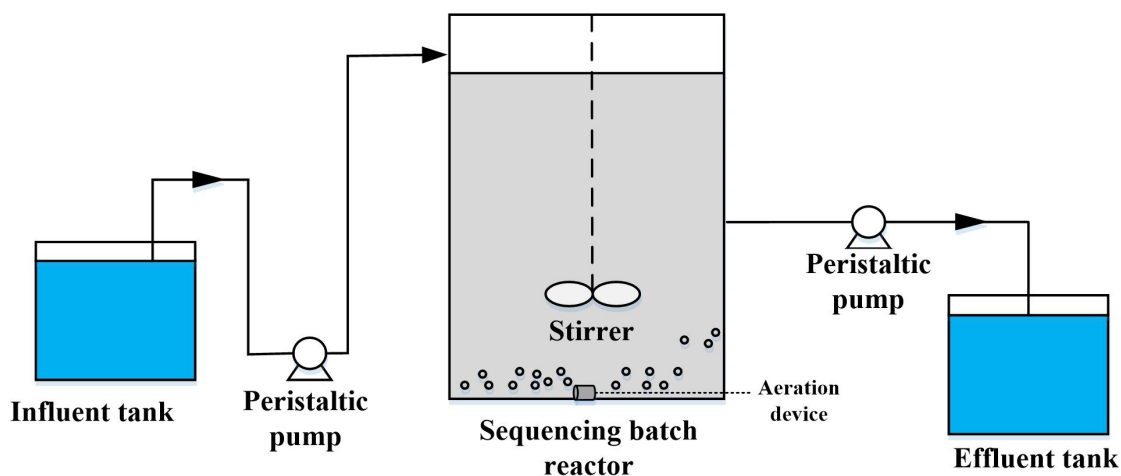 Influent tank
Peristaltic
pump
Stirrer
Aeration
device
Sequencing batch
reactor
Peristaltic
pump
Effluent tank